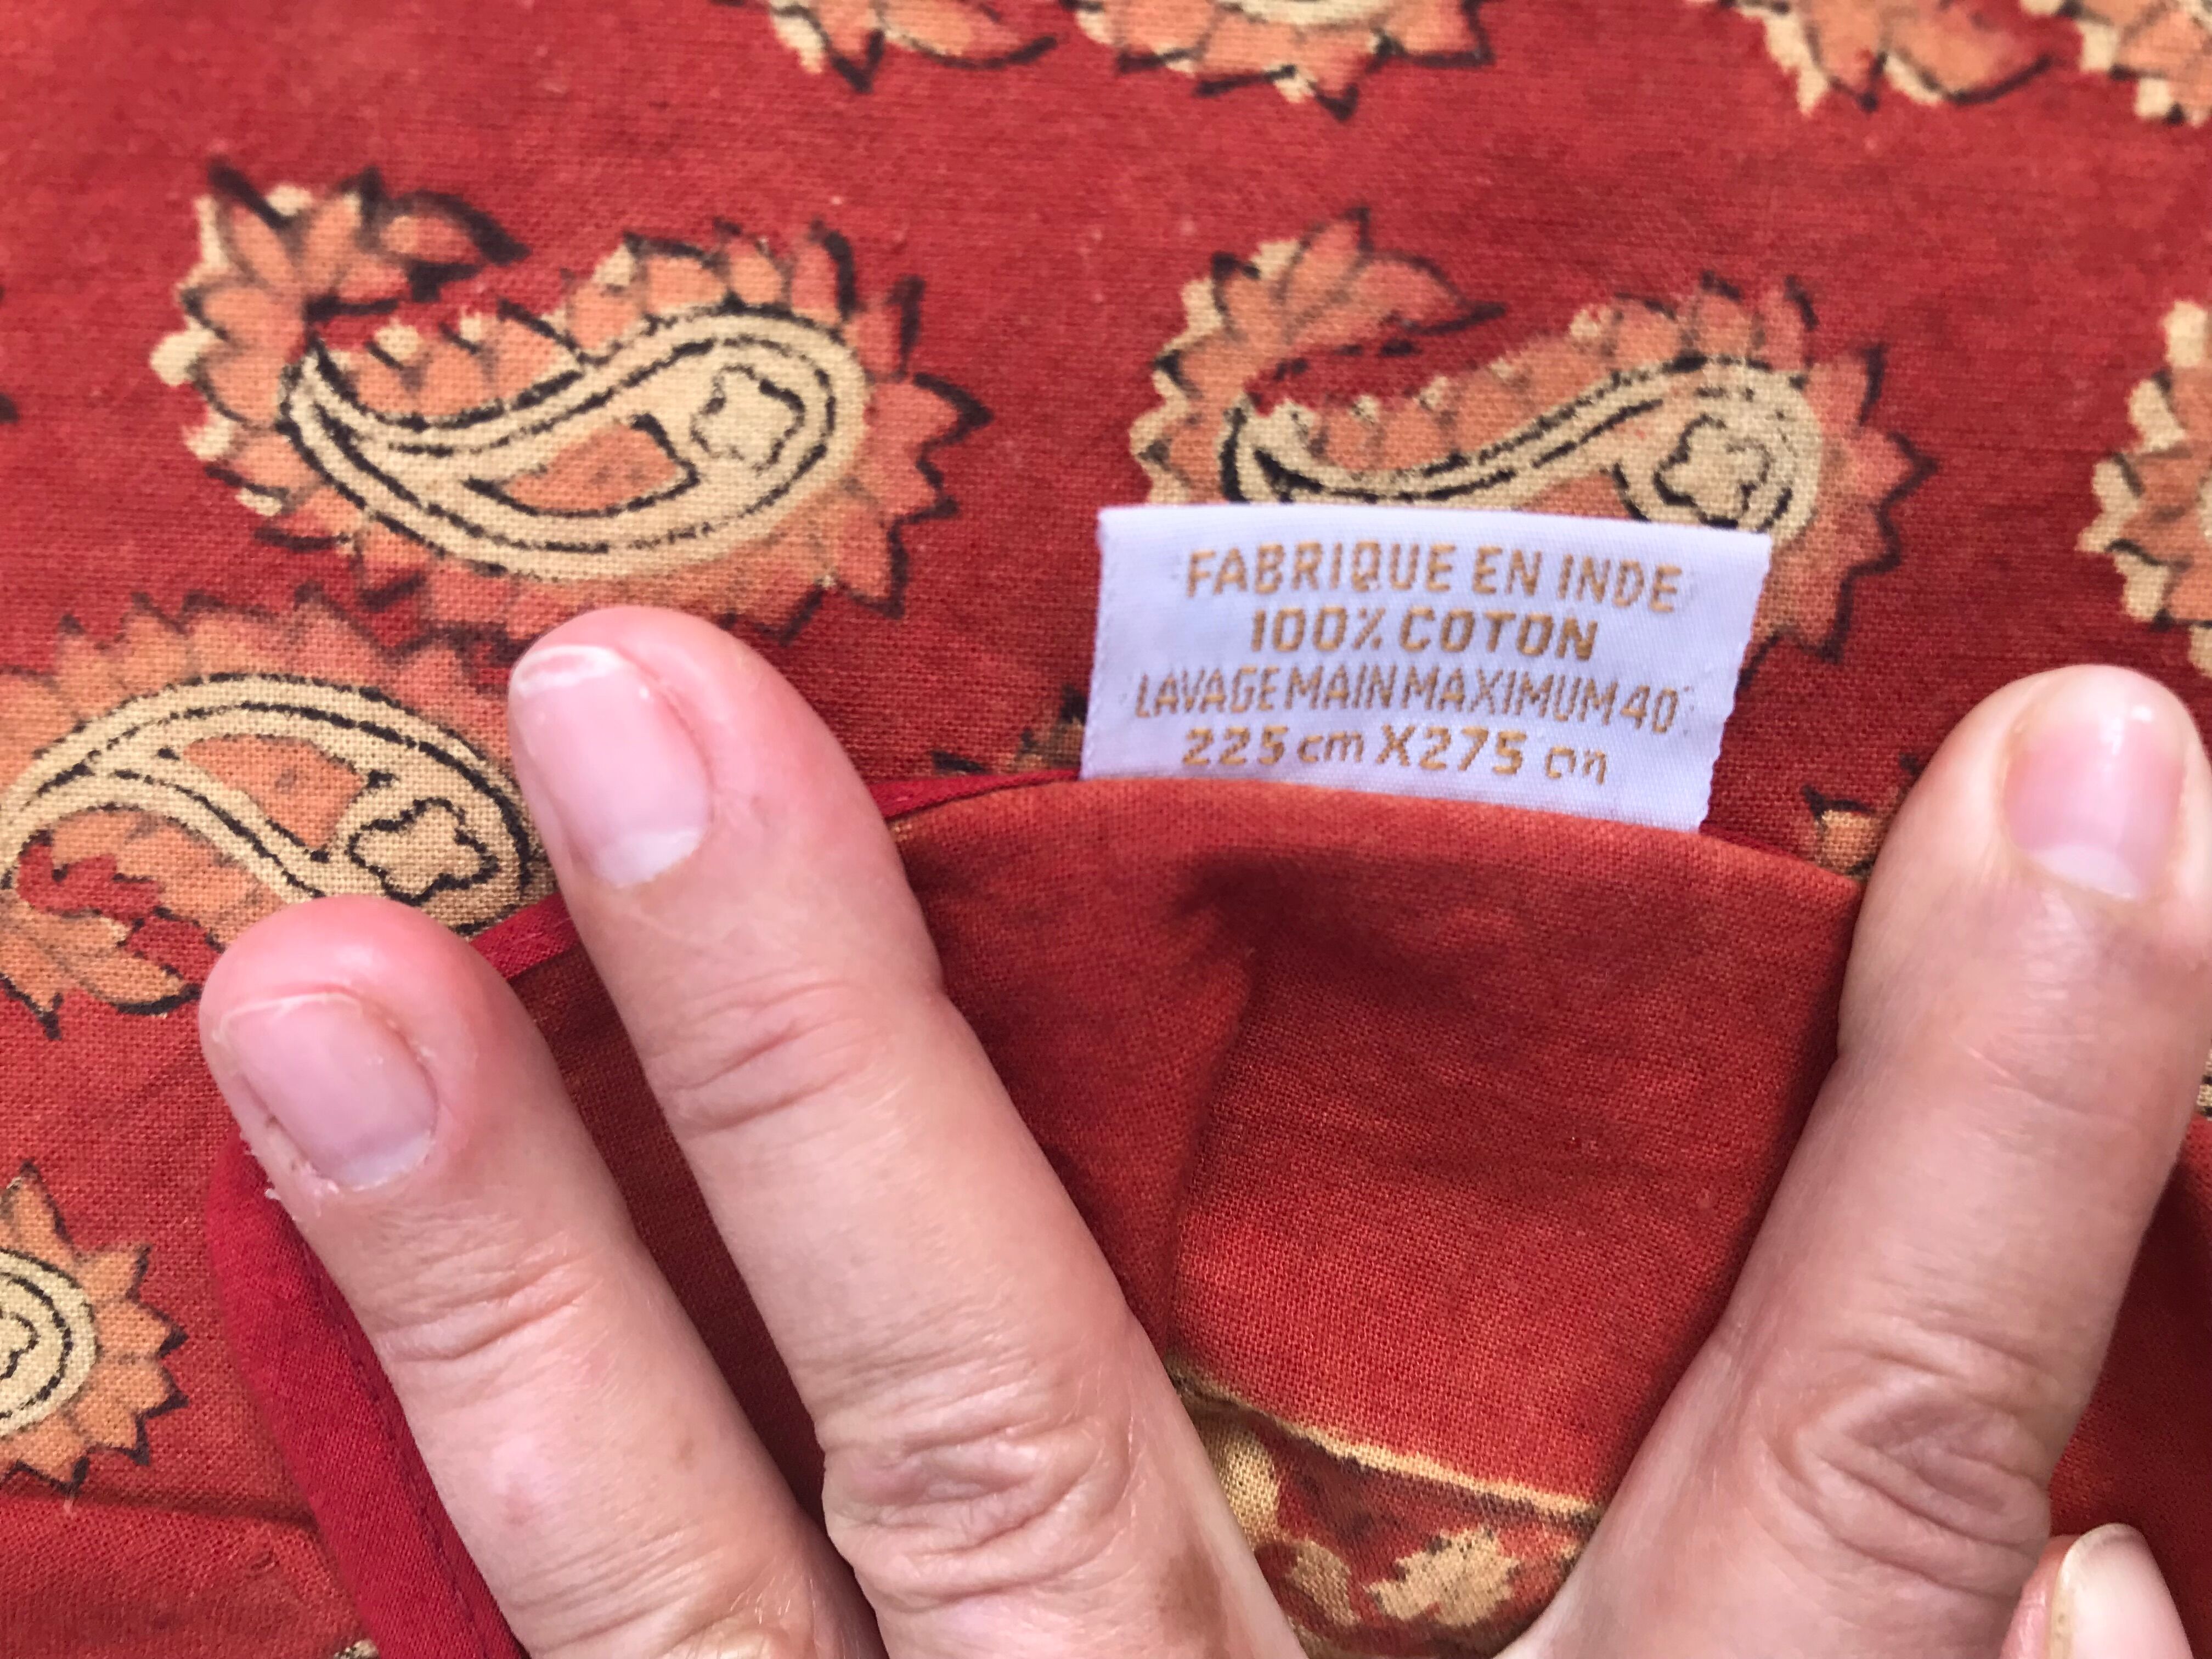 FABRIQUE EN INDE
100% COTON
LAVAGE MAIN MAXIMUM 40°
225 cm X 275 cm